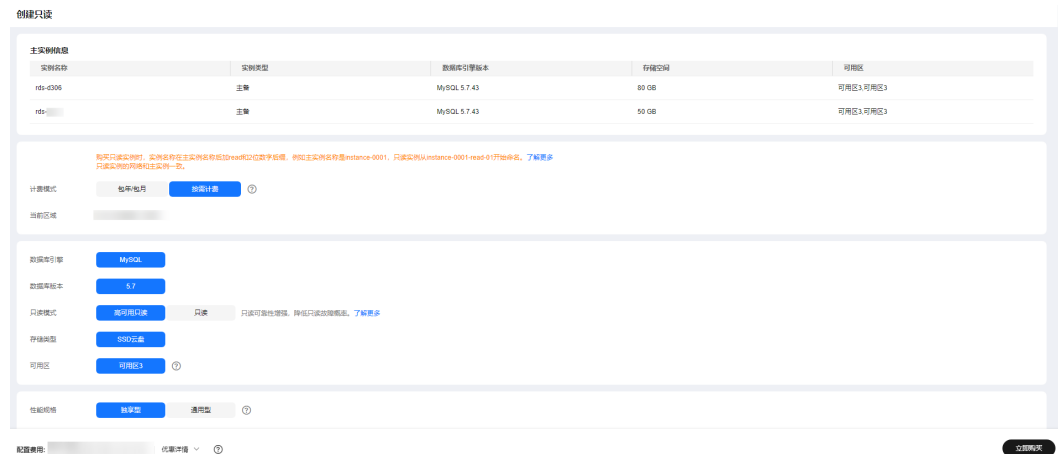 创建只读
主实例信息
实例名称 实例类型 数据库引擎版本 存储空间 可用区
rds-d306 主备 MySQL 5.7.43 80 GB 可用区3,可用区3
rds- 主备 MySQL 5.7.43 50 GB 可用区3,可用区3
购买只读实例时，实例名称在主实例名称后加read和2位数字后缀，例如主实例名称是instance-0001，只读实例从instance-0001-read-01开始命名。了解更多
只读实例的网络和主实例一致。
计费模式 包年/包月 按需计费
当前区域
数据库引擎 MySQL
数据库版本 5.7
只读模式 高可用只读 只读 只读可靠性增强，降低只读故障概率。了解更多
存储类型 SSD云盘
可用区 可用区3
性能规格 独享型 通用型
配置费用: 优惠详情
立即购买